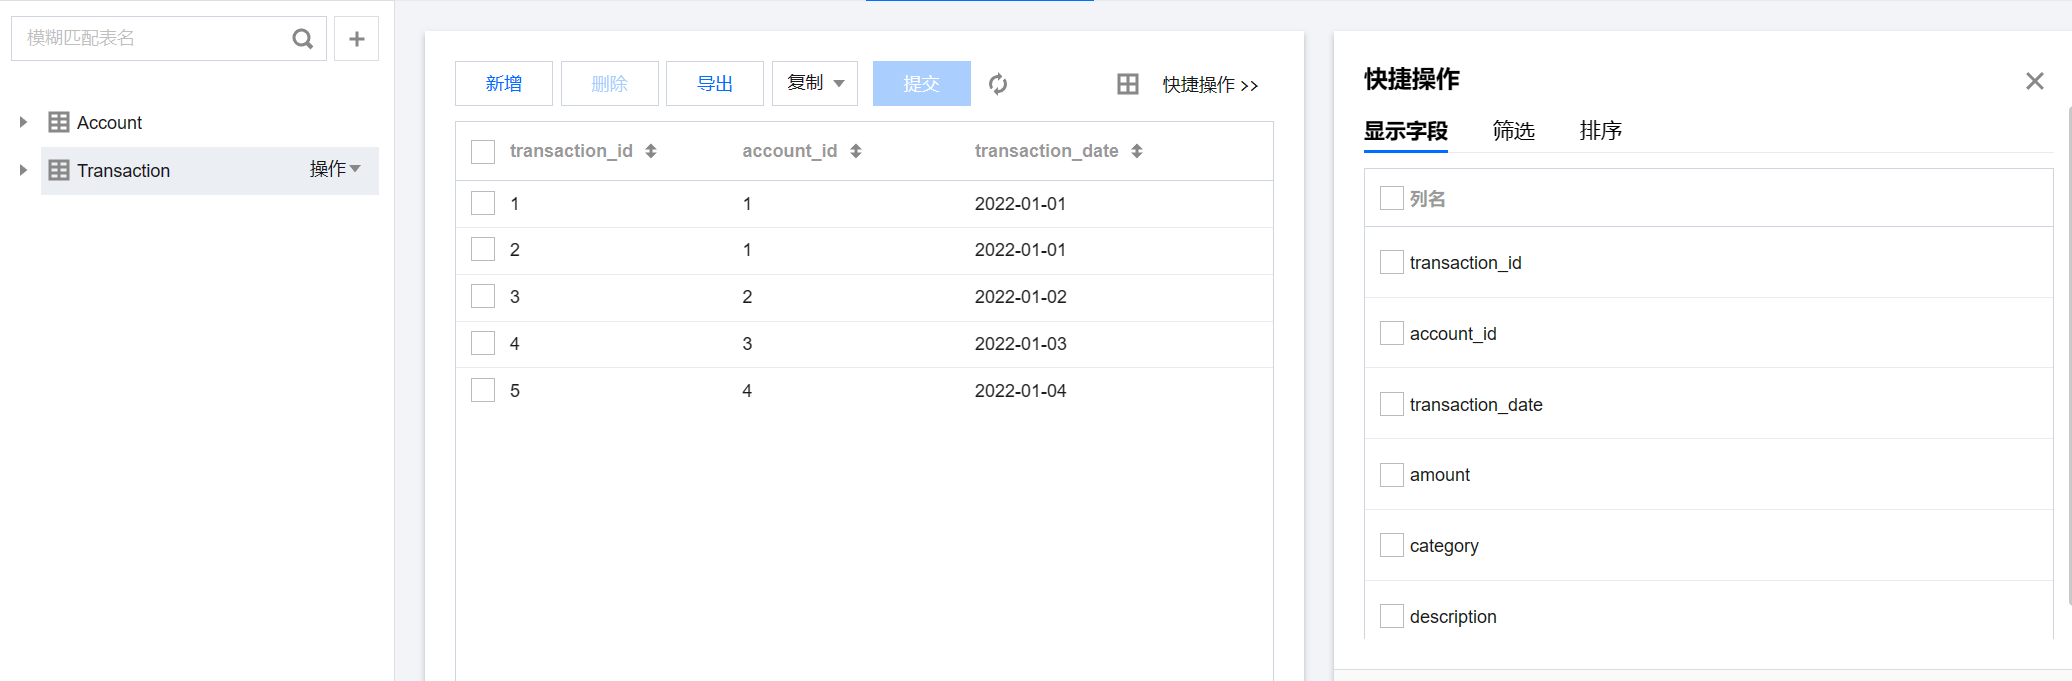 模糊匹配表名
Account
Transaction 操作
新增 删除 导出 复制 提交 快捷操作 >>
transaction_id account_id transaction_date
1 1 2022-01-01
2 1 2022-01-01
3 2 2022-01-02
4 3 2022-01-03
5 4 2022-01-04
快捷操作
显示字段 筛选 排序
列名
transaction_id
account_id
transaction_date
amount
category
description